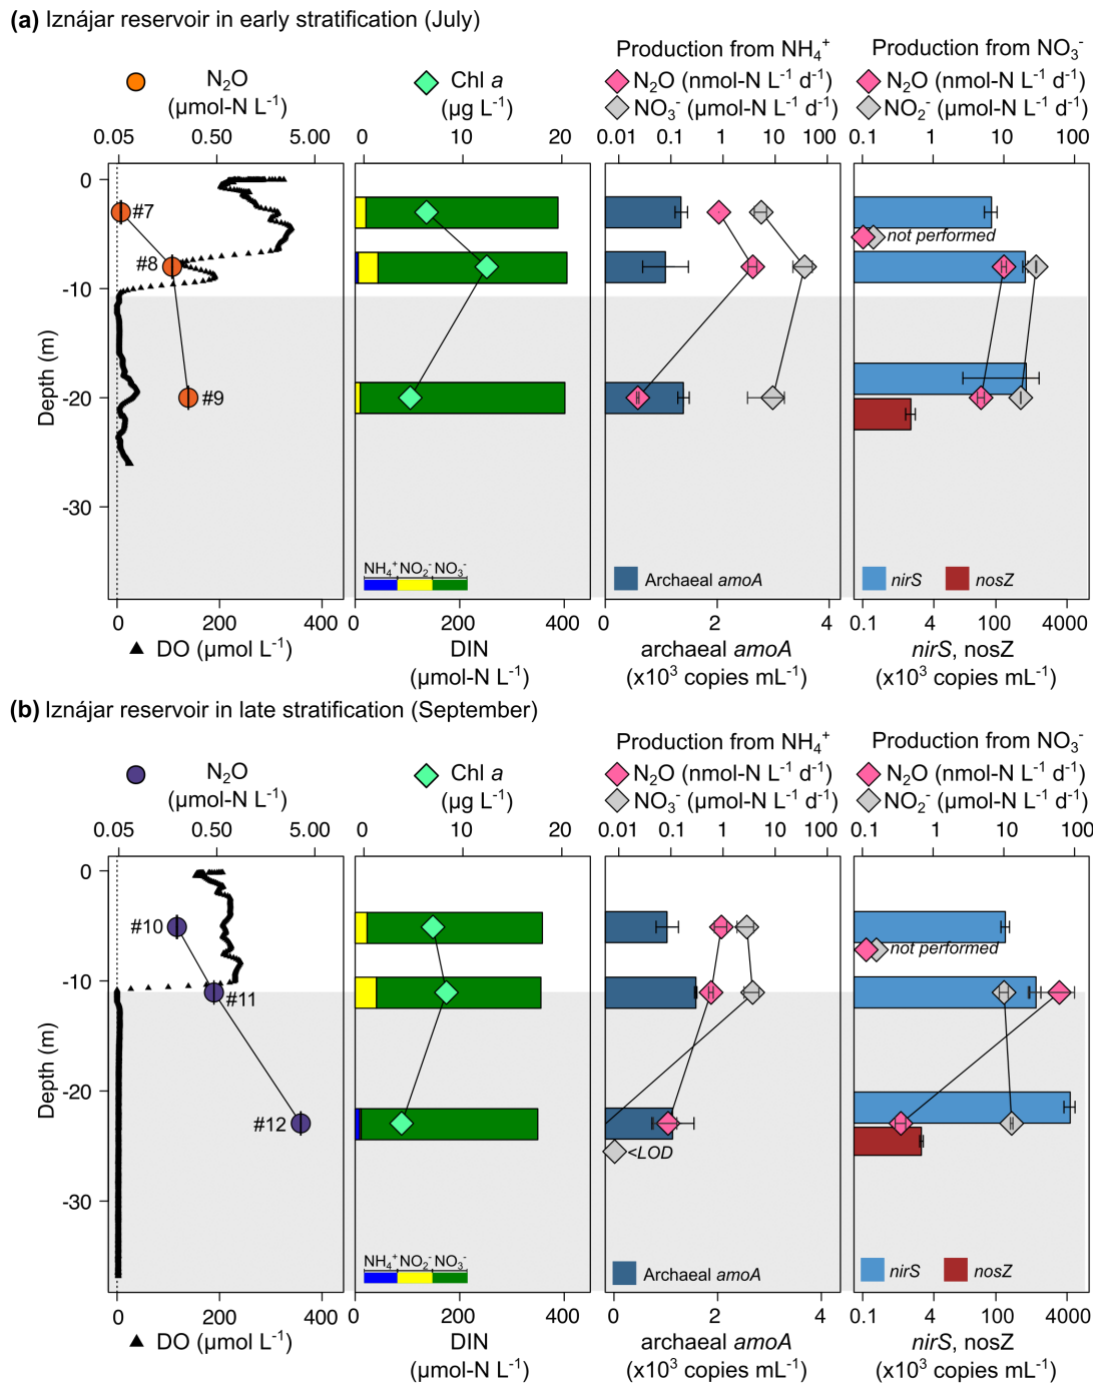 (a) Iznájar reservoir in early stratification (July)
N₂O
(µmol-N L⁻¹)
Chl a
(µg L⁻¹)
Production from NH₄⁺
N₂O (nmol-N L⁻¹ d⁻¹)
NO₃⁻ (µmol-N L⁻¹ d⁻¹)
Production from NO₃⁻
N₂O (nmol-N L⁻¹ d⁻¹)
NO₂⁻ (µmol-N L⁻¹ d⁻¹)
0.05 0.50 5.00
0 10 20
0.01 0.1 1 10 100
0.1 1 10 100
Depth (m)
0
-10
-20
-30
#7
#8
#9
not performed
NH₄⁺ NO₂⁻ NO₃⁻
Archaeal amoA
nirS nosZ
0 200 400
DO (µmol L⁻¹)
0 200 400
DIN
(µmol-N L⁻¹)
0 2 4
archaeal amoA
(x10³ copies mL⁻¹)
0.1 4 100 4000
nirS, nosZ
(x10³ copies mL⁻¹)
(b) Iznájar reservoir in late stratification (September)
N₂O
(µmol-N L⁻¹)
Chl a
(µg L⁻¹)
Production from NH₄⁺
N₂O (nmol-N L⁻¹ d⁻¹)
NO₃⁻ (µmol-N L⁻¹ d⁻¹)
Production from NO₃⁻
N₂O (nmol-N L⁻¹ d⁻¹)
NO₂⁻ (µmol-N L⁻¹ d⁻¹)
0.05 0.50 5.00
0 10 20
0.01 0.1 1 10 100
0.1 1 10 100
Depth (m)
0
-10
-20
-30
#10
#11
#12
not performed
<LOD
NH₄⁺ NO₂⁻ NO₃⁻
Archaeal amoA
nirS nosZ
0 200 400
DO (µmol L⁻¹)
0 200 400
DIN
(µmol-N L⁻¹)
0 2 4
archaeal amoA
(x10³ copies mL⁻¹)
0.1 4 100 4000
nirS, nosZ
(x10³ copies mL⁻¹)